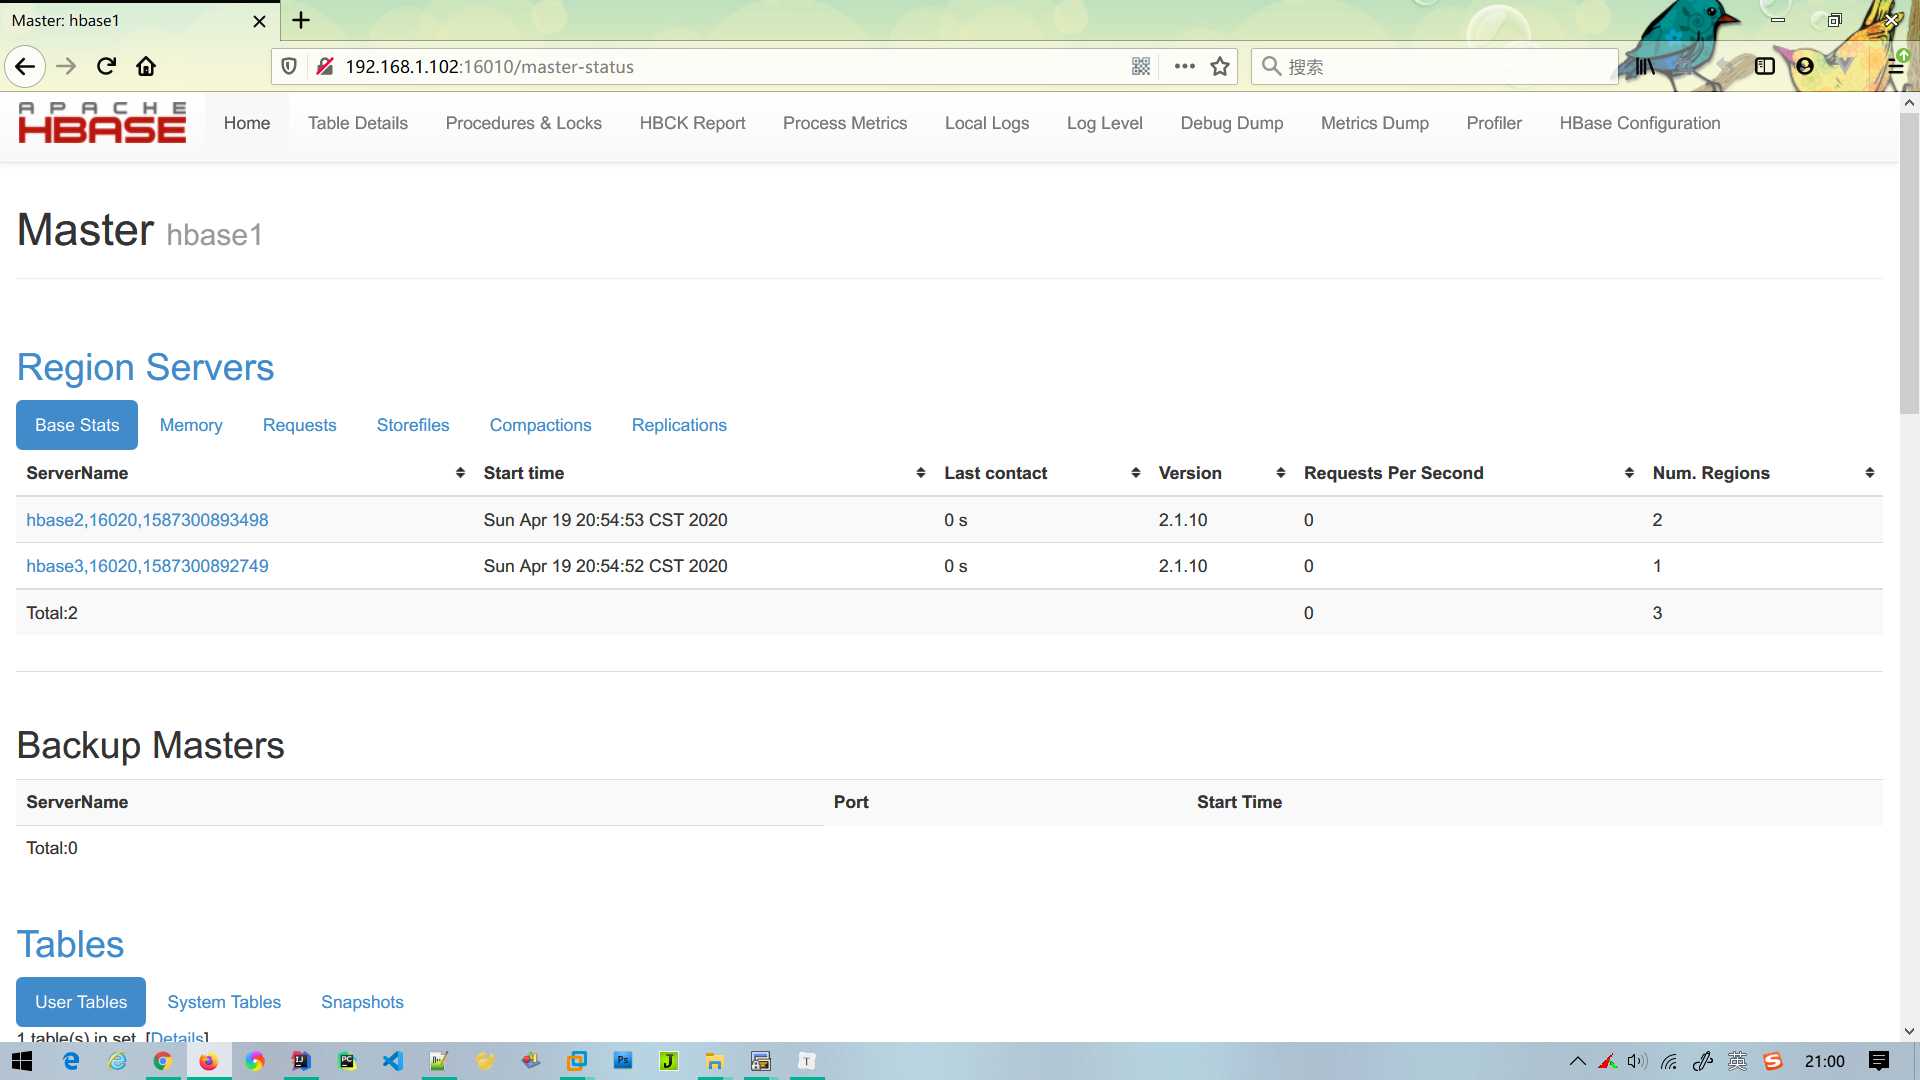 Master: hbase1
192.168.1.102:16010/master-status
搜索
APACHE
HBASE
Home Table Details Procedures & Locks HBCK Report Process Metrics Local Logs Log Level Debug Dump Metrics Dump Profiler HBase Configuration
Master hbase1
Region Servers
Base Stats Memory Requests Storefiles Compactions Replications
ServerName Start time Last contact Version Requests Per Second Num. Regions
hbase2,16020,1587300893498 Sun Apr 19 20:54:53 CST 2020 0 s 2.1.10 0 2
hbase3,16020,1587300892749 Sun Apr 19 20:54:52 CST 2020 0 s 2.1.10 0 1
Total:2 0 3
Backup Masters
ServerName Port Start Time
Total:0
Tables
User Tables System Tables Snapshots
1 table(s) in set. [Details]
PC Ps J T 英 21:00